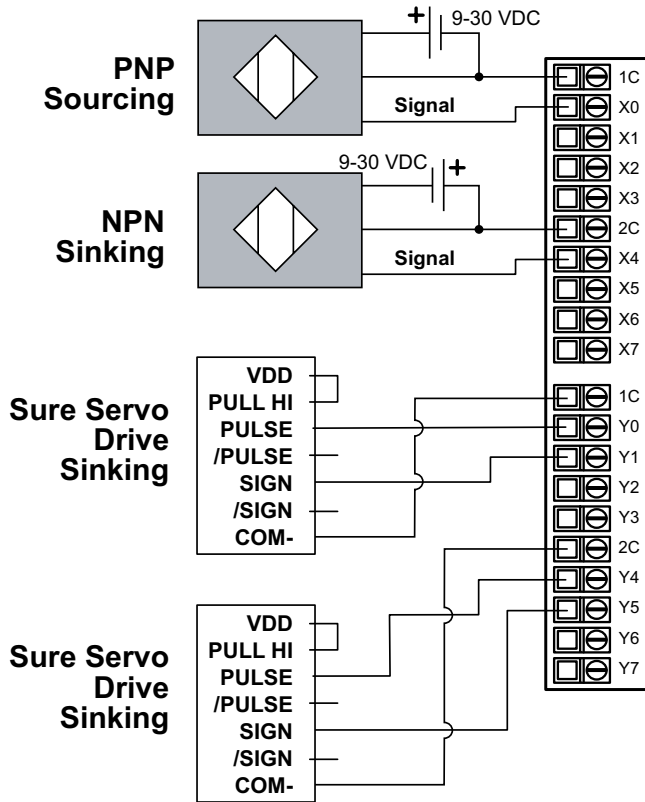 + 9-30 VDC
PNP
Sourcing
Signal
9-30 VDC +
NPN
Sinking
Signal
1C
X0
X1
X2
X3
2C
X4
X5
X6
X7
Sure Servo
Drive
Sinking
VDD
PULL HI
PULSE
/PULSE
SIGN
/SIGN
COM-
1C
Y0
Y1
Y2
Y3
2C
Y4
Y5
Y6
Y7
Sure Servo
Drive
Sinking
VDD
PULL HI
PULSE
/PULSE
SIGN
/SIGN
COM-